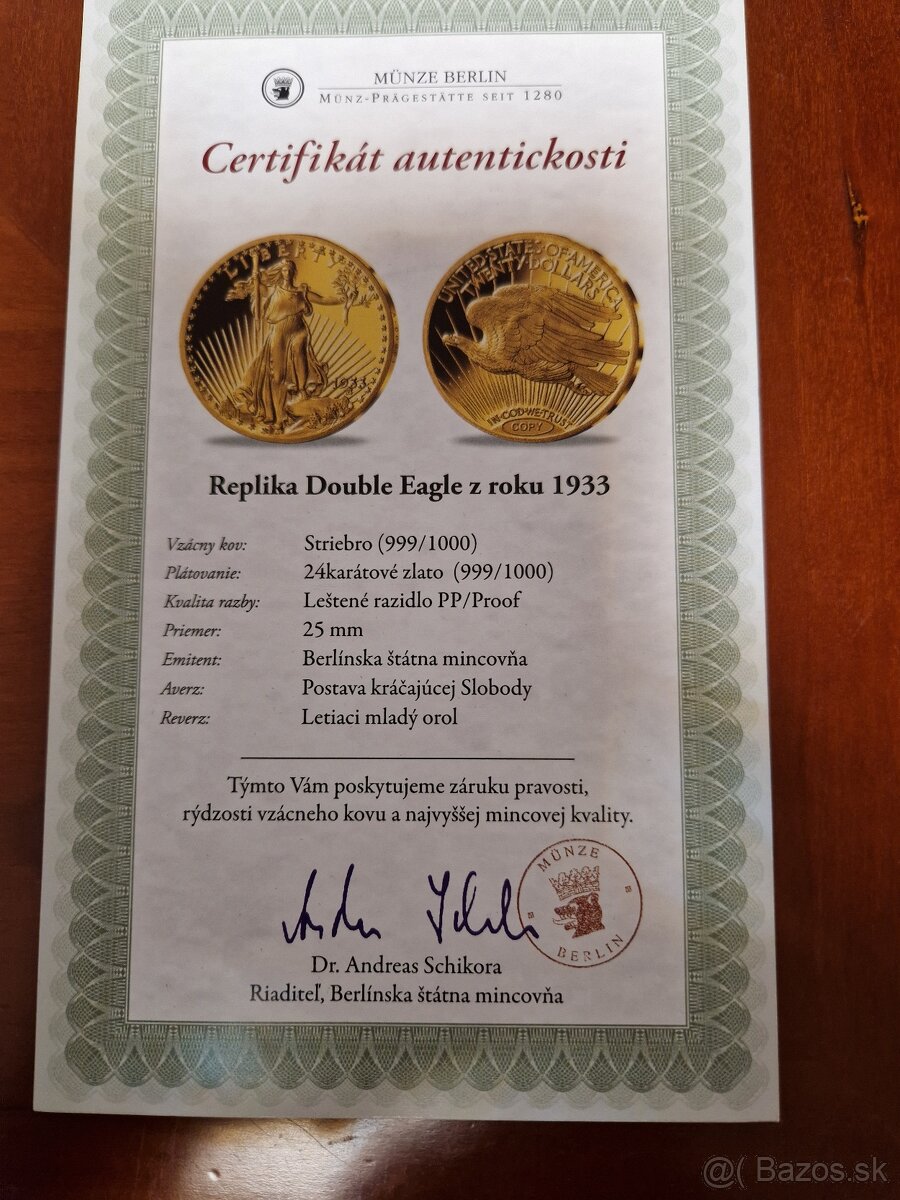 MÜNZE BERLIN
MÜNZ-PRÄGESTÄTTE SEIT 1280
Certifikát autentickosti
LIBERTY
1933
UNITED·STATES·OF·AMERICA
TWENTY·DOLLARS
IN·GOD·WE·TRUST
COPY
Replika Double Eagle z roku 1933
Vzácny kov: Striebro (999/1000)
Plátovanie: 24karátové zlato (999/1000)
Kvalita razby: Leštené razidlo PP/Proof
Priemer: 25 mm
Emitent: Berlínska štátna mincovňa
Averz: Postava kráčajúcej Slobody
Reverz: Letiaci mladý orol
Týmto Vám poskytujeme záruku pravosti,
rýdzosti vzácneho kovu a najvyššej mincovej kvality.
MÜNZE
BERLIN
Dr. Andreas Schikora
Riaditeľ, Berlínska štátna mincovňa
@( Bazos.sk